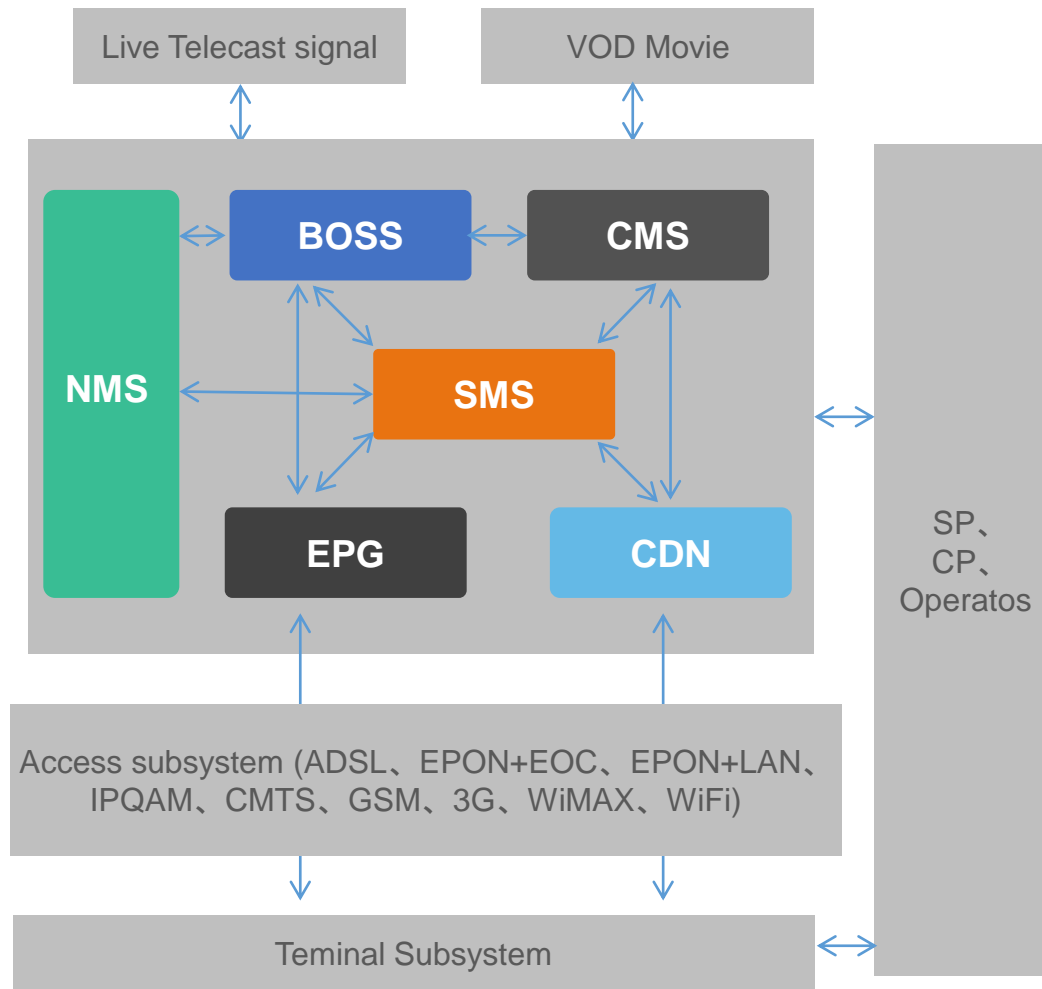 Live Telecast signal
VOD Movie
BOSS
CMS
NMS
SMS
EPG
CDN
SP、
CP、
Operatos
Access subsystem (ADSL、EPON+EOC、EPON+LAN、
IPQAM、CMTS、GSM、3G、WiMAX、WiFi)
Teminal Subsystem